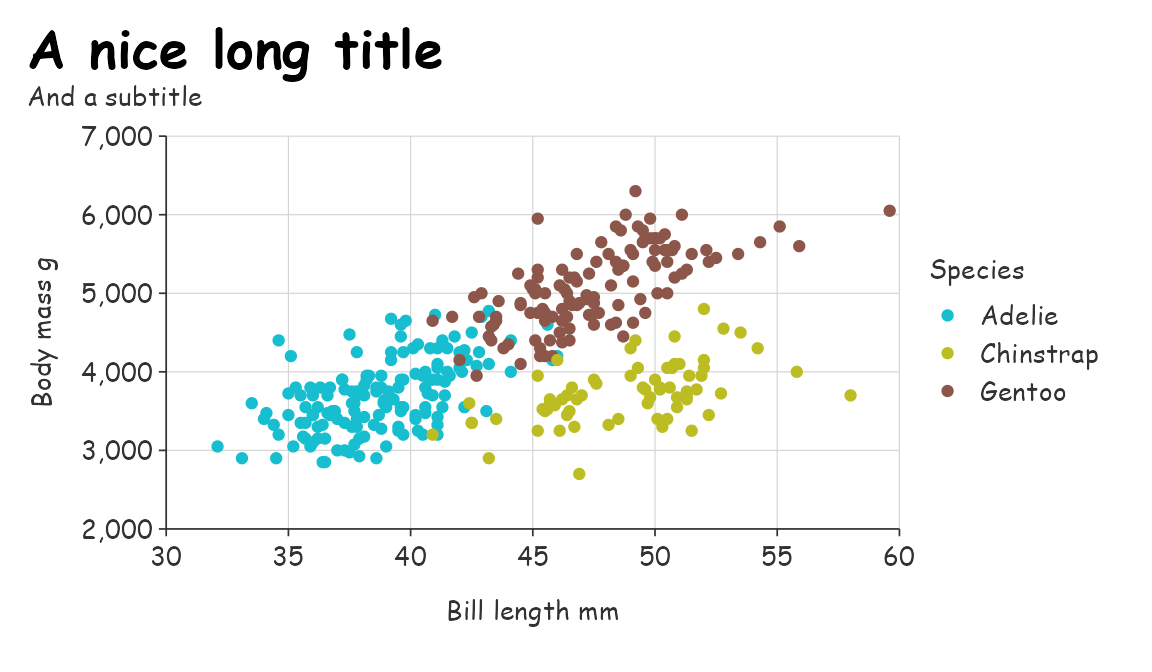 A nice long title
And a subtitle
7,000
6,000
5,000
4,000
3,000
2,000
Body mass g
30 35 40 45 50 55 60
Bill length mm
Species
Adelie
Chinstrap
Gentoo